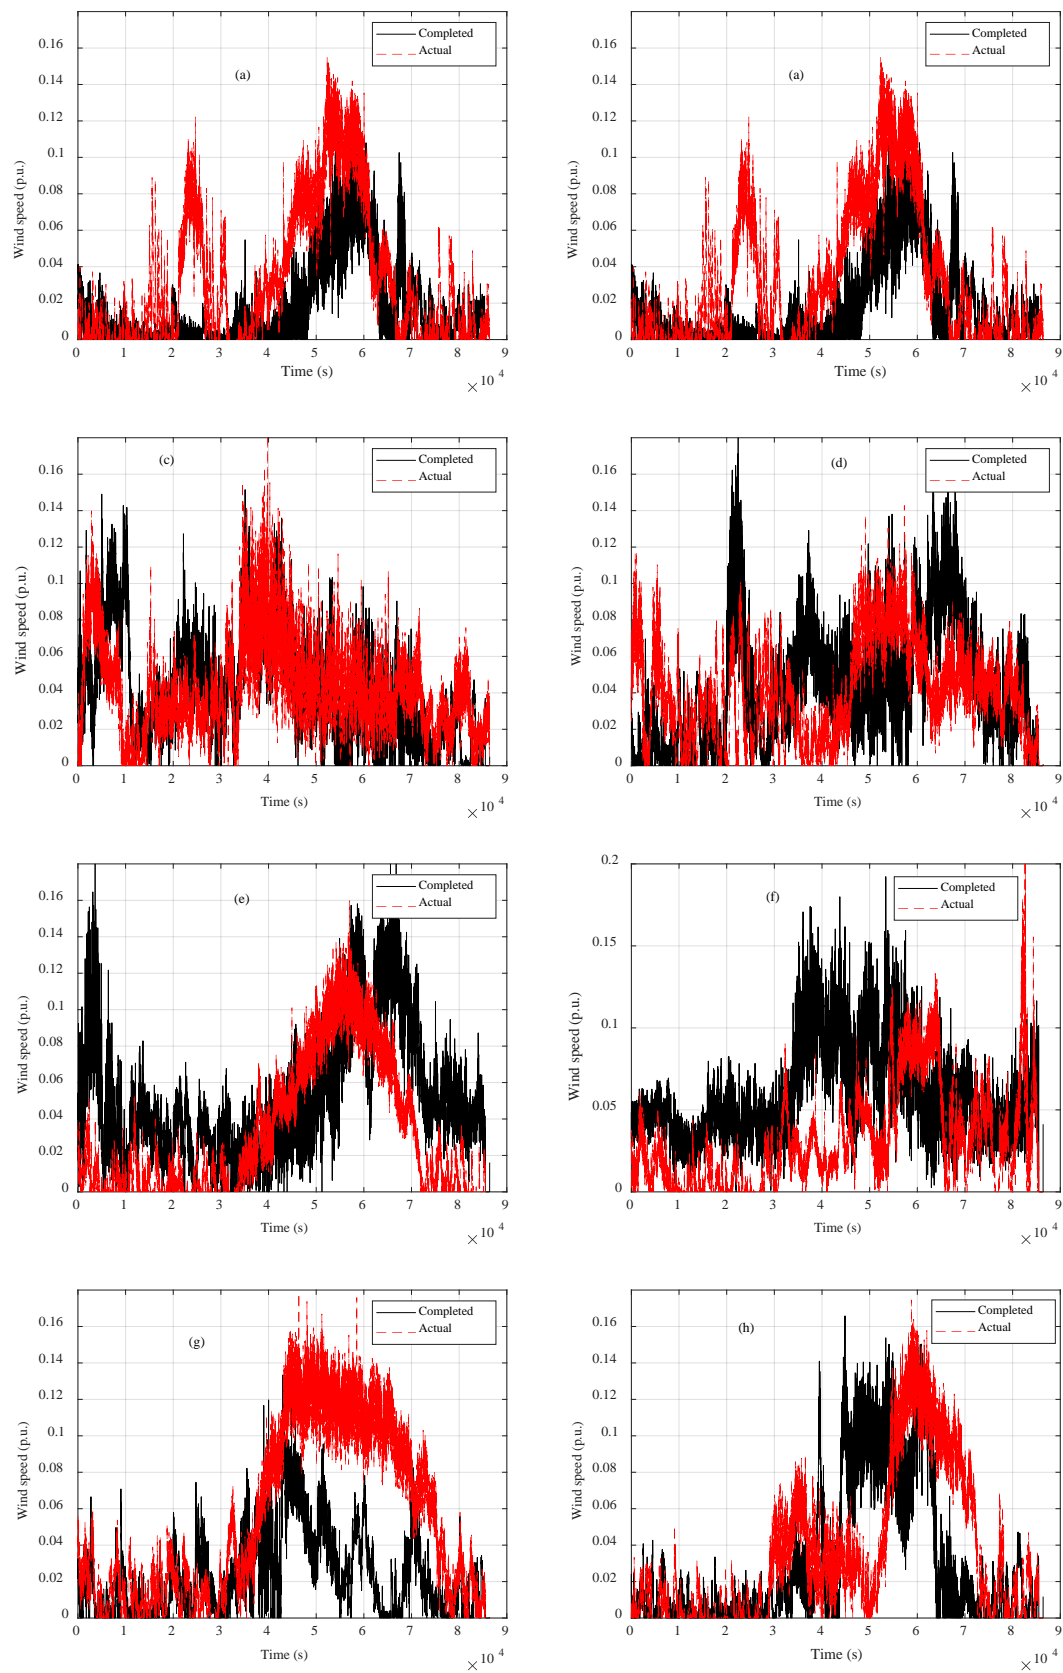 Completed
Actual
(a)
0.16
0.14
0.12
0.1
0.08
0.06
0.04
0.02
0
Wind speed (p.u.)
0 1 2 3 4 5 6 7 8 9
Time (s)
× 10 4
Completed
Actual
(a)
0.16
0.14
0.12
0.1
0.08
0.06
0.04
0.02
0
Wind speed (p.u.)
0 1 2 3 4 5 6 7 8 9
Time (s)
× 10 4
Completed
Actual
(c)
0.16
0.14
0.12
0.1
0.08
0.06
0.04
0.02
0
Wind speed (p.u.)
0 1 2 3 4 5 6 7 8 9
Time (s)
× 10 4
Completed
Actual
(d)
0.16
0.14
0.12
0.1
0.08
0.06
0.04
0.02
0
Wind speed (p.u.)
0 1 2 3 4 5 6 7 8 9
Time (s)
× 10 4
Completed
Actual
(e)
0.16
0.14
0.12
0.1
0.08
0.06
0.04
0.02
0
Wind speed (p.u.)
0 1 2 3 4 5 6 7 8 9
Time (s)
× 10 4
Completed
Actual
(f)
0.2
0.15
0.1
0.05
0
Wind speed (p.u.)
0 1 2 3 4 5 6 7 8 9
Time (s)
× 10 4
Completed
Actual
(g)
0.16
0.14
0.12
0.1
0.08
0.06
0.04
0.02
0
Wind speed (p.u.)
0 1 2 3 4 5 6 7 8 9
Time (s)
× 10 4
Completed
Actual
(h)
0.16
0.14
0.12
0.1
0.08
0.06
0.04
0.02
0
Wind speed (p.u.)
0 1 2 3 4 5 6 7 8 9
Time (s)
× 10 4